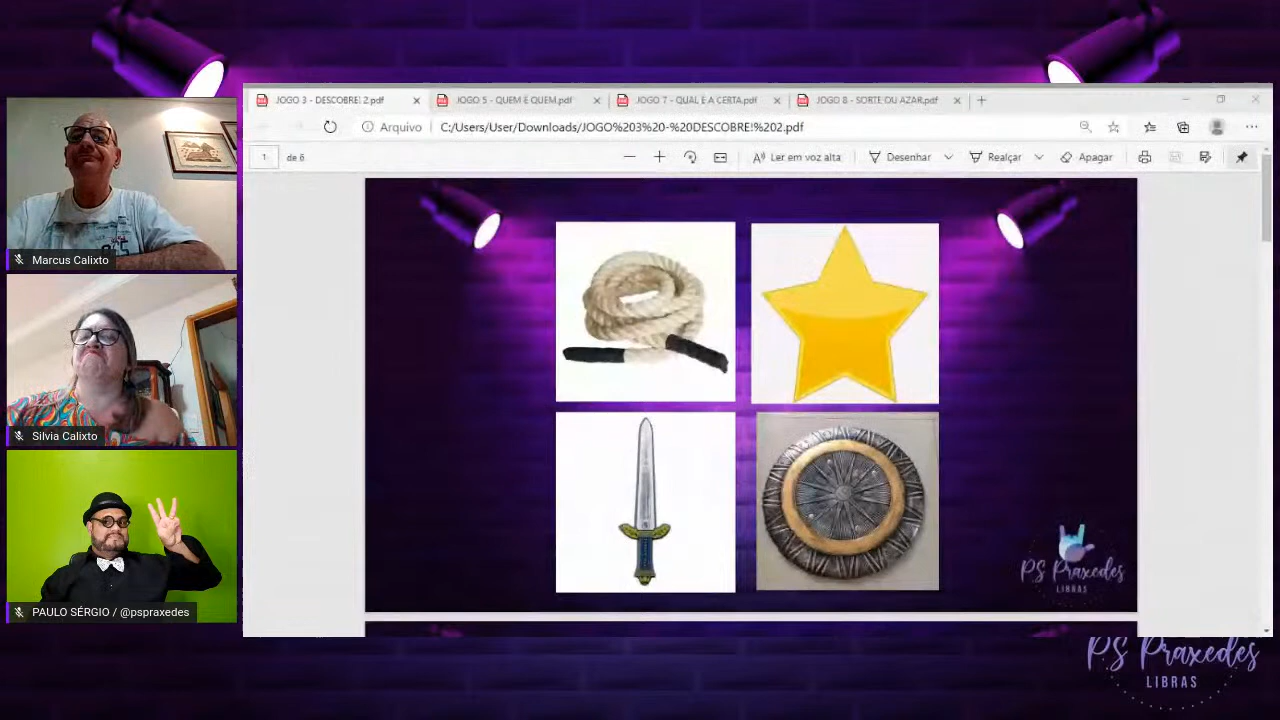 JOGO 3 - DESCOBRE! 2.pdf
JOGO 5 - QUEM É QUEM.pdf
JOGO 7 - QUAL É A CERTA.pdf
JOGO 8 - SORTE OU AZAR.pdf
Arquivo
C:/Users/User/Downloads/JOGO%203%20-%20DESCOBRE!%202.pdf
1 de 6
Ler em voz alta
Desenhar
Realçar
Apagar
Marcus Calixto
Silvia Calixto
PAULO SÉRGIO / @pspraxedes
PS Praxedes
LIBRAS
PS Praxedes
LIBRAS